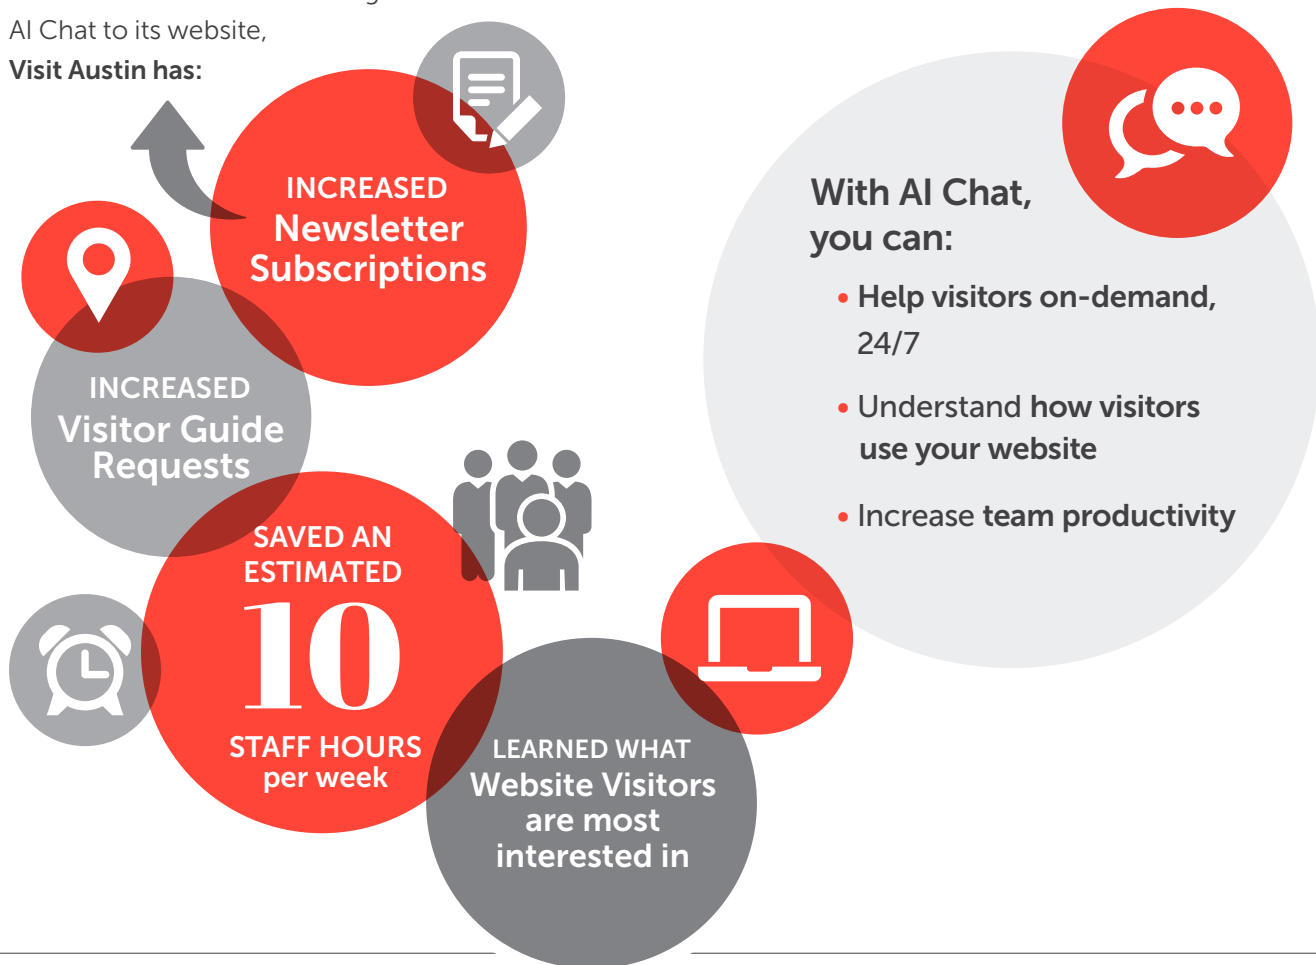 AI Chat to its website,
Visit Austin has:
INCREASED
Newsletter
Subscriptions
INCREASED
Visitor Guide
Requests
SAVED AN
ESTIMATED
10
STAFF HOURS
per week
LEARNED WHAT
Website Visitors
are most
interested in
With AI Chat,
you can:
• Help visitors on-demand,
24/7
• Understand how visitors
use your website
• Increase team productivity